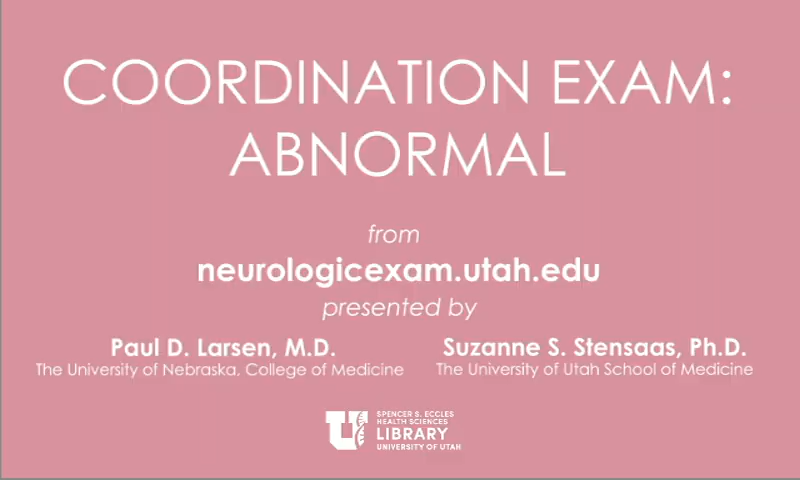 COORDINATION EXAM:
ABNORMAL
from
neurologicexam.utah.edu
presented by
Paul D. Larsen, M.D.
The University of Nebraska, College of Medicine
Suzanne S. Stensaas, Ph.D.
The University of Utah School of Medicine
U
SPENCER S. ECCLES
HEALTH SCIENCES
LIBRARY
UNIVERSITY OF UTAH